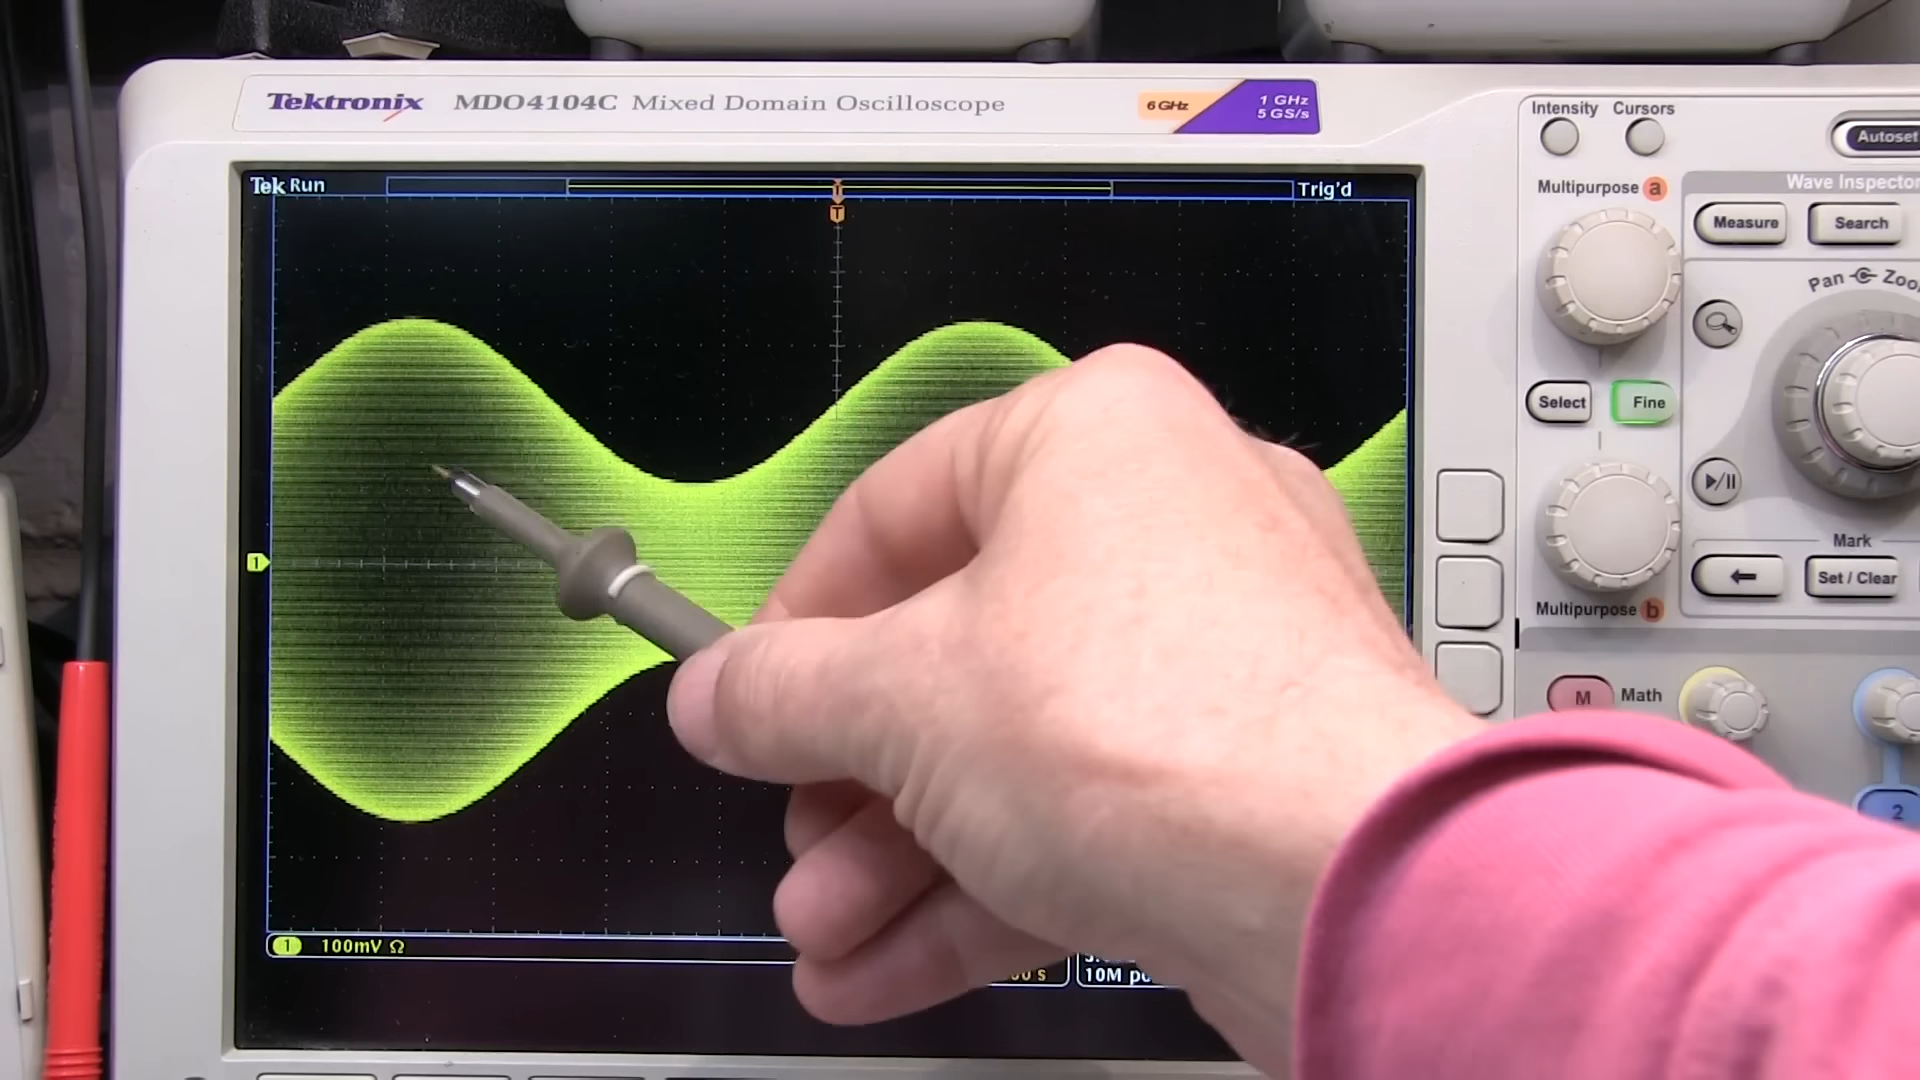 Tektronix MDO4104C Mixed Domain Oscilloscope
6 GHz
1 GHz
5 GS/s
Intensity Cursors
Autoset
Tek Run
T
T
Trig'd
Multipurpose a
Wave Inspector
Measure
Search
Pan
Select
Fine
Mark
Set / Clear
1
Multipurpose b
M Math
2
1 100mV Ω
10M